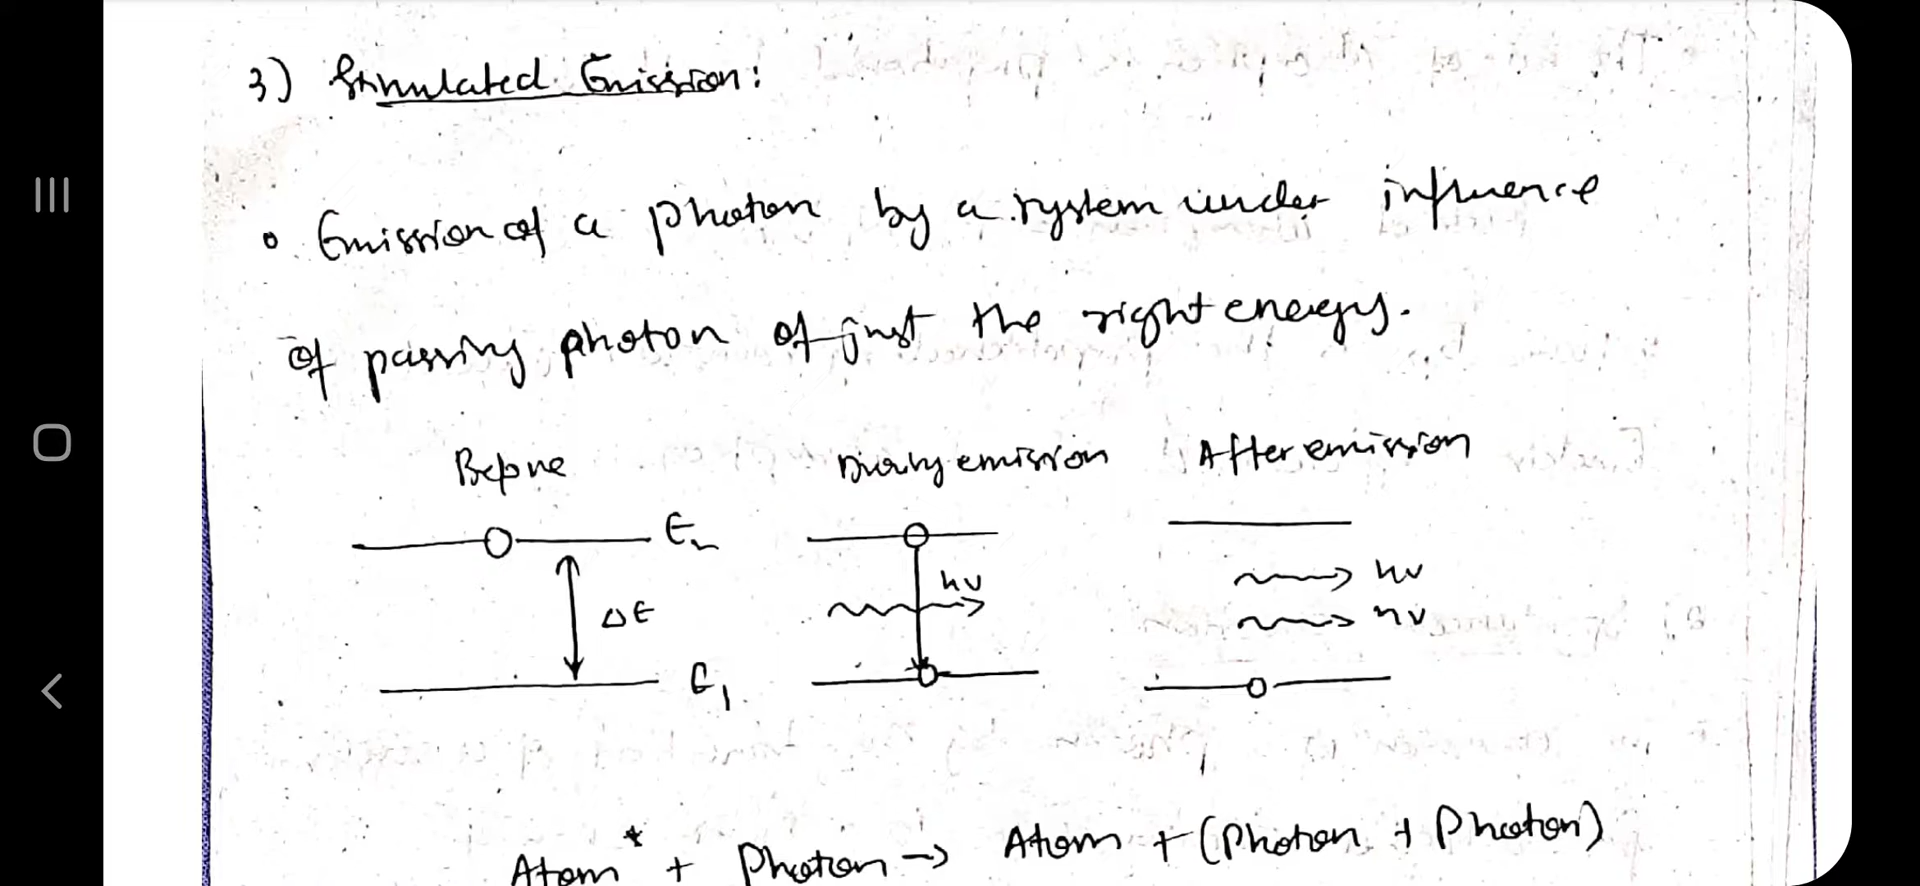 3) Stimulated Emission:
• Emission of a photon by a system under influence
of passing photon of just the right energy.
Before During emission After emission
E₂
hν hν
ΔE hν
E₁
Atom* + Photon → Atom + (Photon + Photon)